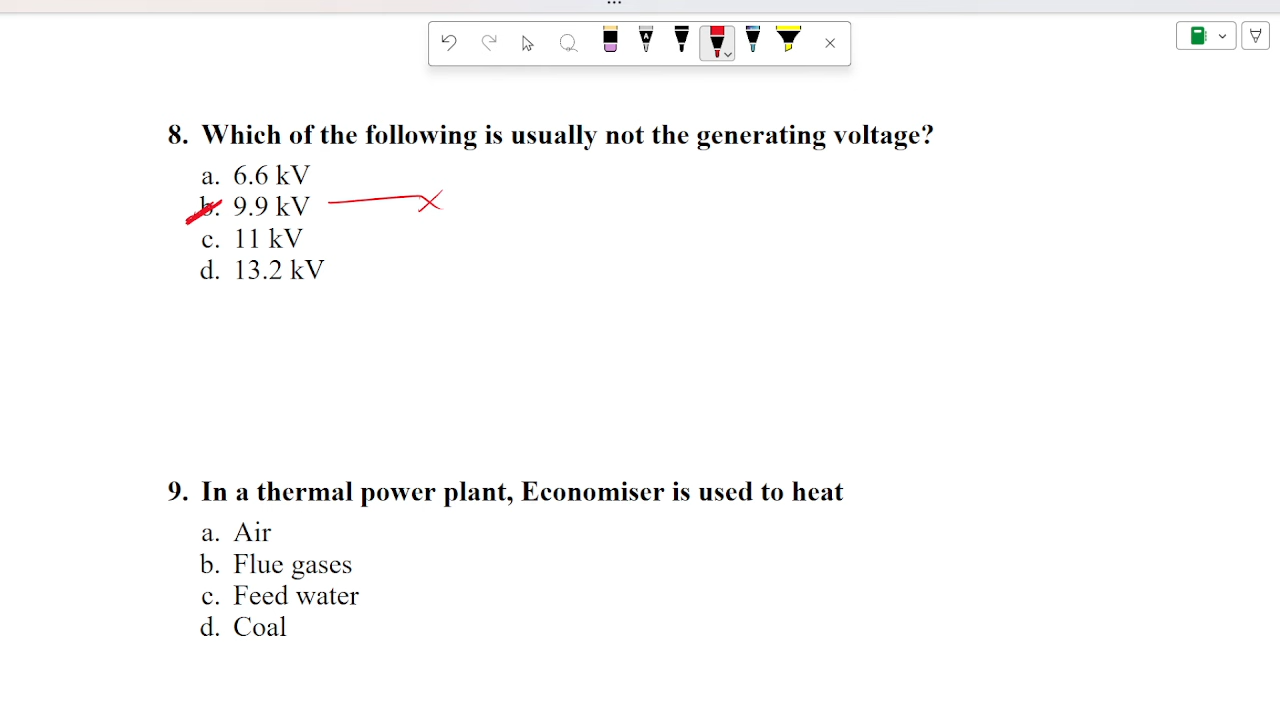 8. Which of the following is usually not the generating voltage?
a. 6.6 kV
b. 9.9 kV
c. 11 kV
d. 13.2 kV
9. In a thermal power plant, Economiser is used to heat
a. Air
b. Flue gases
c. Feed water
d. Coal